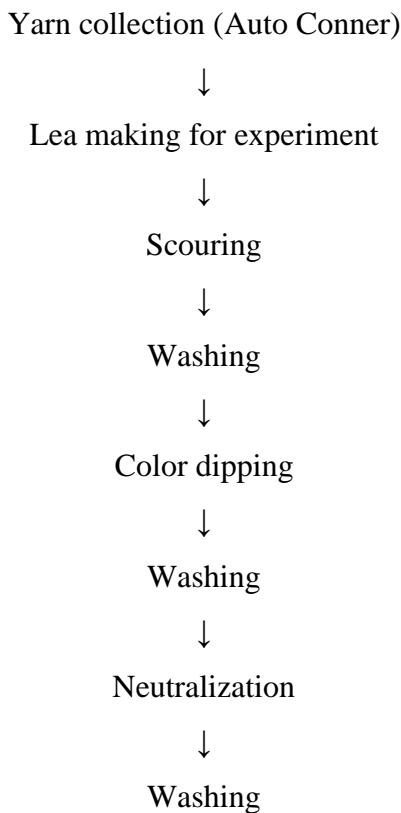 Yarn collection (Auto Conner)
↓
Lea making for experiment
↓
Scouring
↓
Washing
↓
Color dipping
↓
Washing
↓
Neutralization
↓
Washing